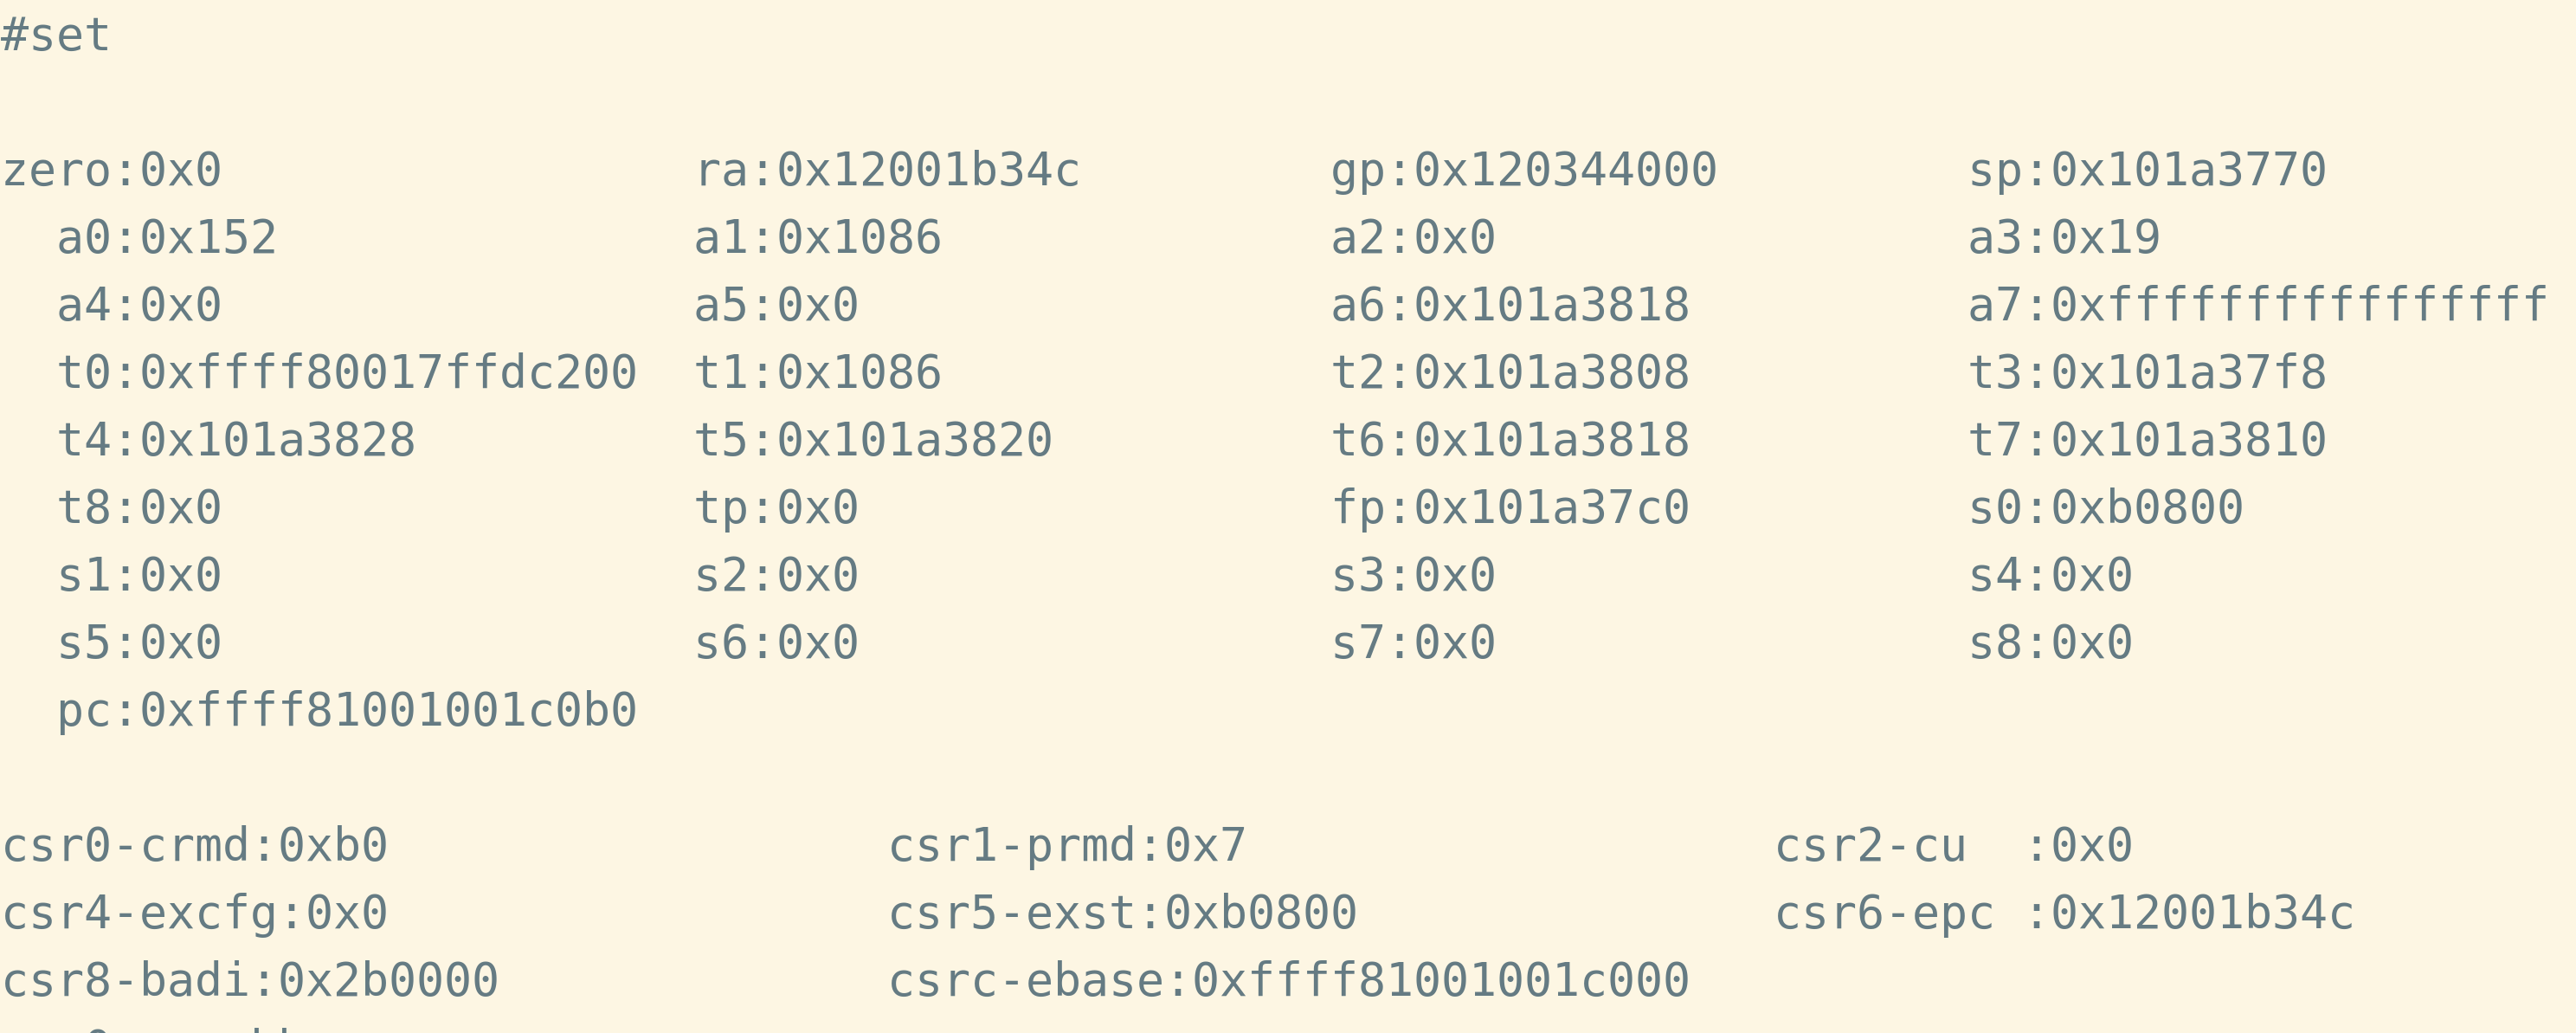 #set
zero:0x0 ra:0x12001b34c gp:0x120344000 sp:0x101a3770
a0:0x152 a1:0x1086 a2:0x0 a3:0x19
a4:0x0 a5:0x0 a6:0x101a3818 a7:0xffffffffffffffff
t0:0xffff80017ffdc200 t1:0x1086 t2:0x101a3808 t3:0x101a37f8
t4:0x101a3828 t5:0x101a3820 t6:0x101a3818 t7:0x101a3810
t8:0x0 tp:0x0 fp:0x101a37c0 s0:0xb0800
s1:0x0 s2:0x0 s3:0x0 s4:0x0
s5:0x0 s6:0x0 s7:0x0 s8:0x0
pc:0xffff81001001c0b0
csr0-crmd:0xb0 csr1-prmd:0x7 csr2-cu :0x0
csr4-excfg:0x0 csr5-exst:0xb0800 csr6-epc :0x12001b34c
csr8-badi:0x2b0000 csrc-ebase:0xffff81001001c000